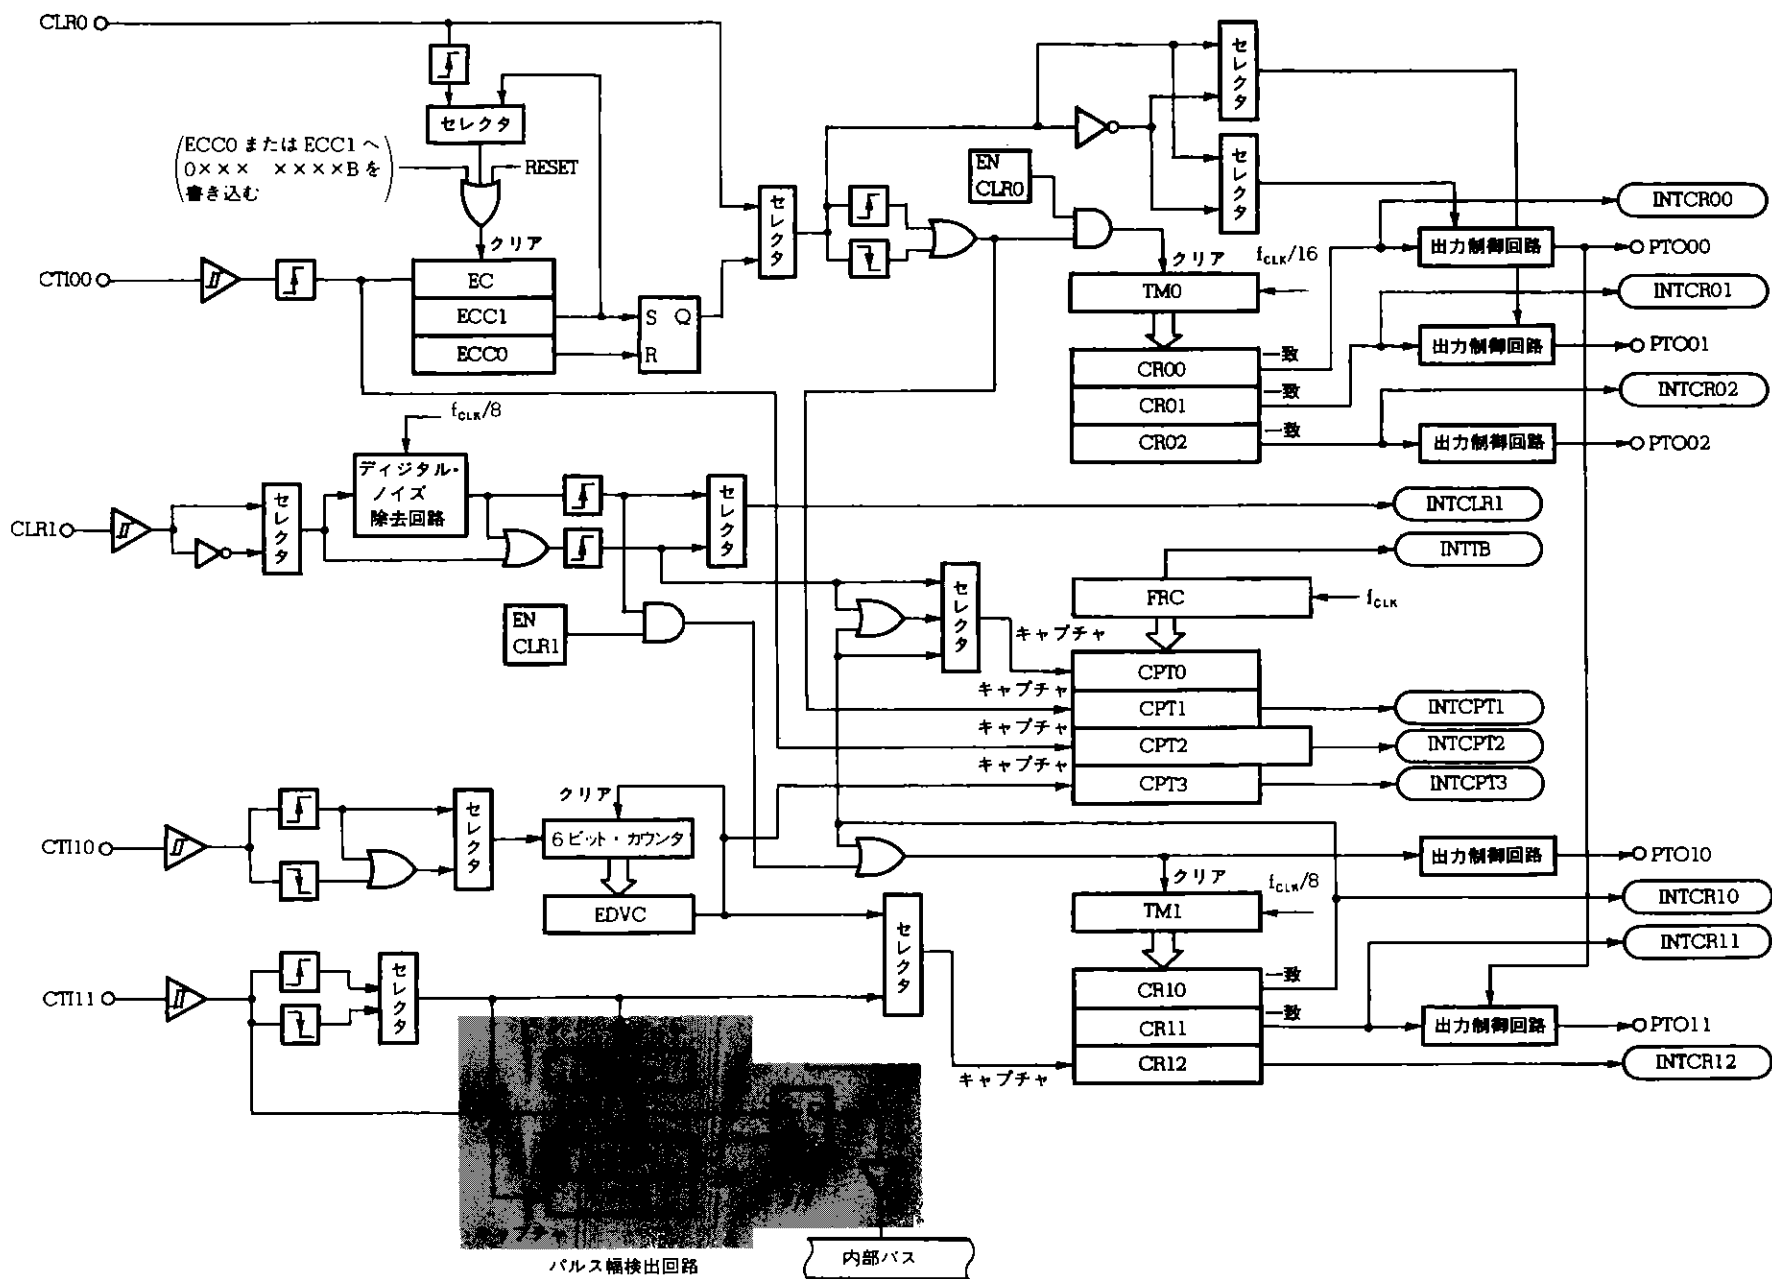 CLR0
セレクタ
ECC0 または ECC1 へ
0××× ××××B を
書き込む
RESET
クリア
CTI00
EC
ECC1
ECC0
S Q
R
セレクタ
セレクタ
セレクタ
EN
CLR0
クリア
fCLK/16
TM0
CR00
CR01
CR02
一致
一致
一致
出力制御回路
出力制御回路
出力制御回路
INTCR00
PTO00
INTCR01
PTO01
INTCR02
PTO02
fCLK/8
ディジタル・
ノイズ
除去回路
CLR1
セレクタ
セレクタ
EN
CLR1
セレクタ
INTCLR1
INTTB
FRC
fCLK
キャプチャ
CPT0
キャプチャ
CPT1
キャプチャ
CPT2
キャプチャ
CPT3
INTCPT1
INTCPT2
INTCPT3
CTI10
セレクタ
クリア
6ビット・カウンタ
EDVC
セレクタ
クリア
fCLK/8
TM1
出力制御回路
PTO10
INTCR10
INTCR11
CTI11
セレクタ
CR10
CR11
CR12
一致
一致
キャプチャ
出力制御回路
PTO11
INTCR12
パルス幅検出回路
内部バス